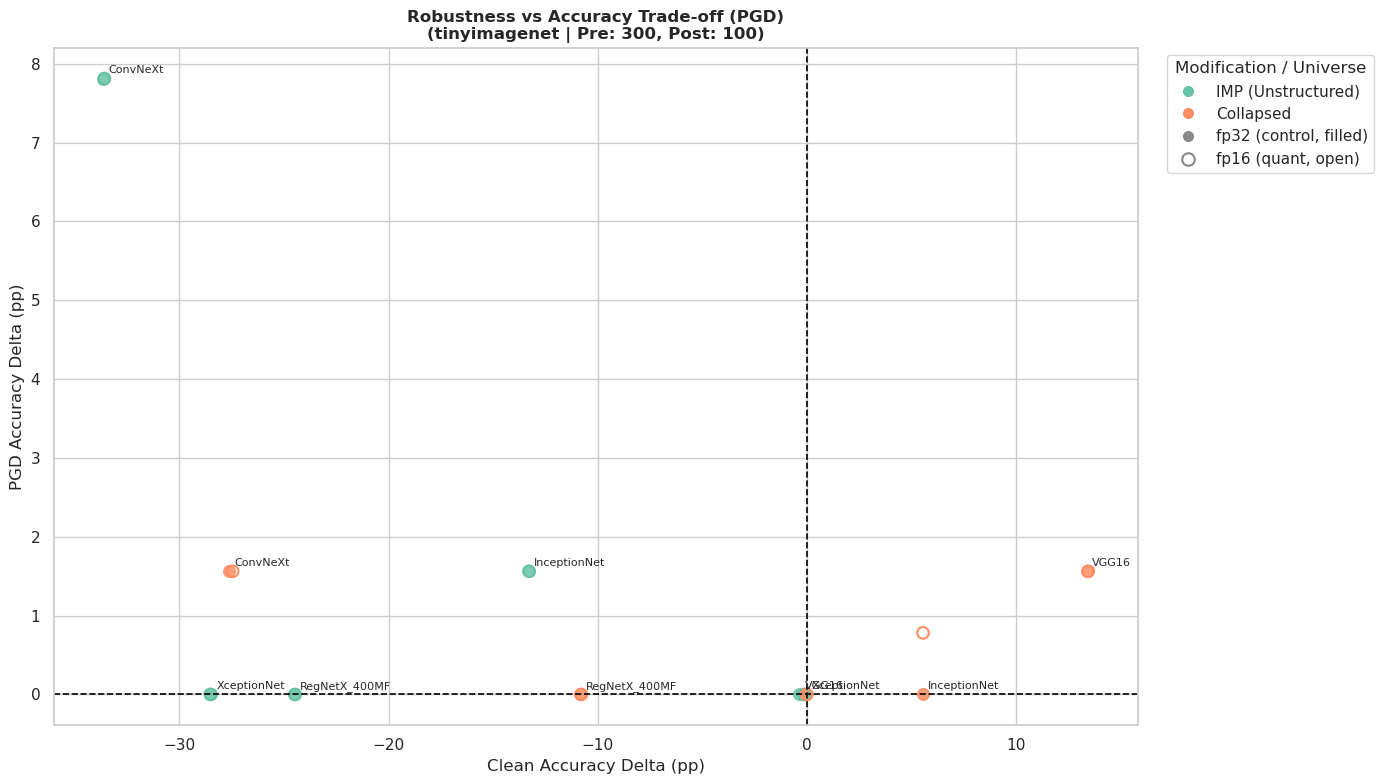 Robustness vs Accuracy Trade-off (PGD)
(tinyimagenet | Pre: 300, Post: 100)
Modification / Universe
IMP (Unstructured)
Collapsed
fp32 (control, filled)
fp16 (quant, open)
PGD Accuracy Delta (pp)
8
7
6
5
4
3
2
1
0
ConvNeXt
ConvNeXt
InceptionNet
VGG16
XceptionNet
RegNetX_400MF
RegNetX_400MF
VGG16
XceptionNet
InceptionNet
−30
−20
−10
0
10
Clean Accuracy Delta (pp)